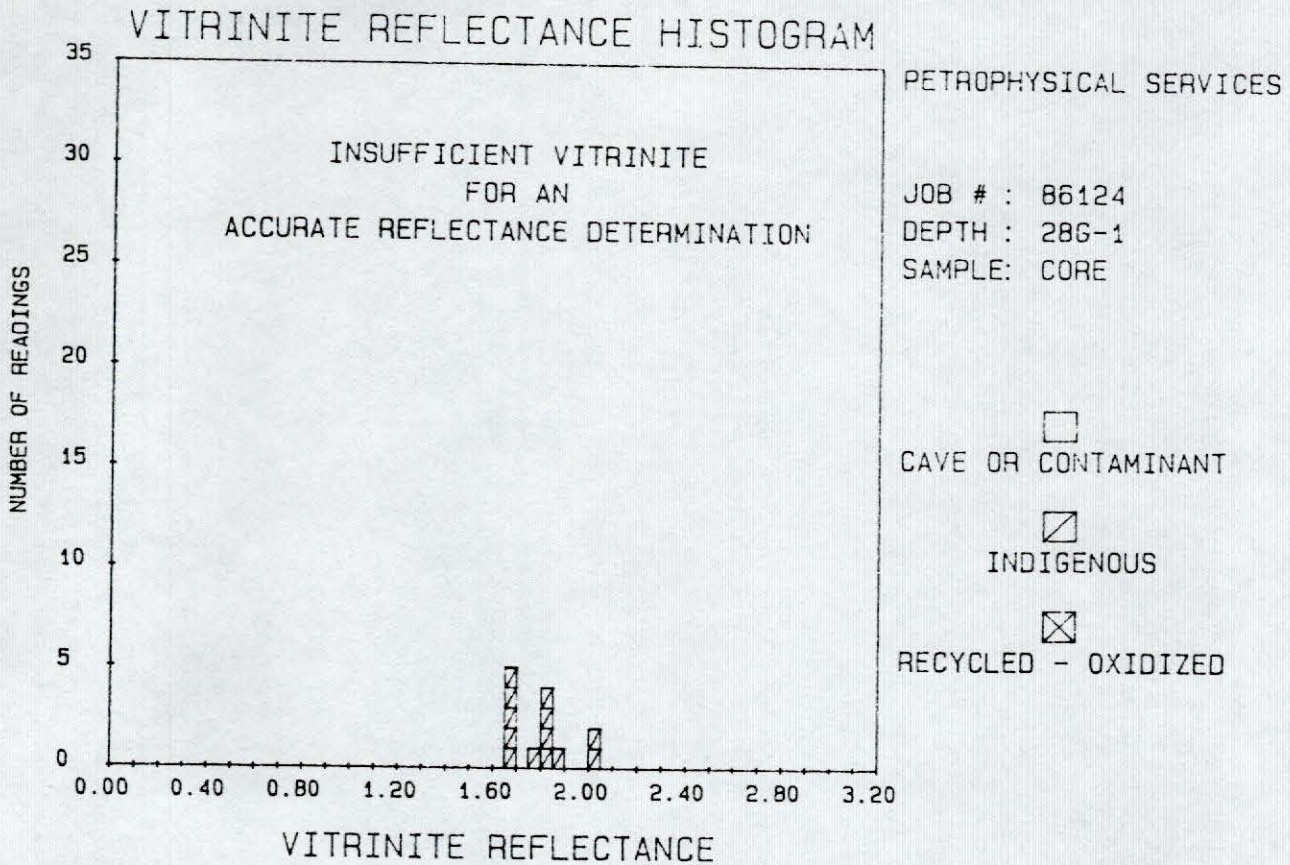 VITRINITE REFLECTANCE HISTOGRAM
INSUFFICIENT VITRINITE
FOR AN
ACCURATE REFLECTANCE DETERMINATION
NUMBER OF READINGS
35
30
25
20
15
10
5
0
0.00 0.40 0.80 1.20 1.60 2.00 2.40 2.80 3.20
VITRINITE REFLECTANCE
PETROPHYSICAL SERVICES
JOB # : 86124
DEPTH : 28G-1
SAMPLE: CORE
CAVE OR CONTAMINANT
INDIGENOUS
RECYCLED - OXIDIZED